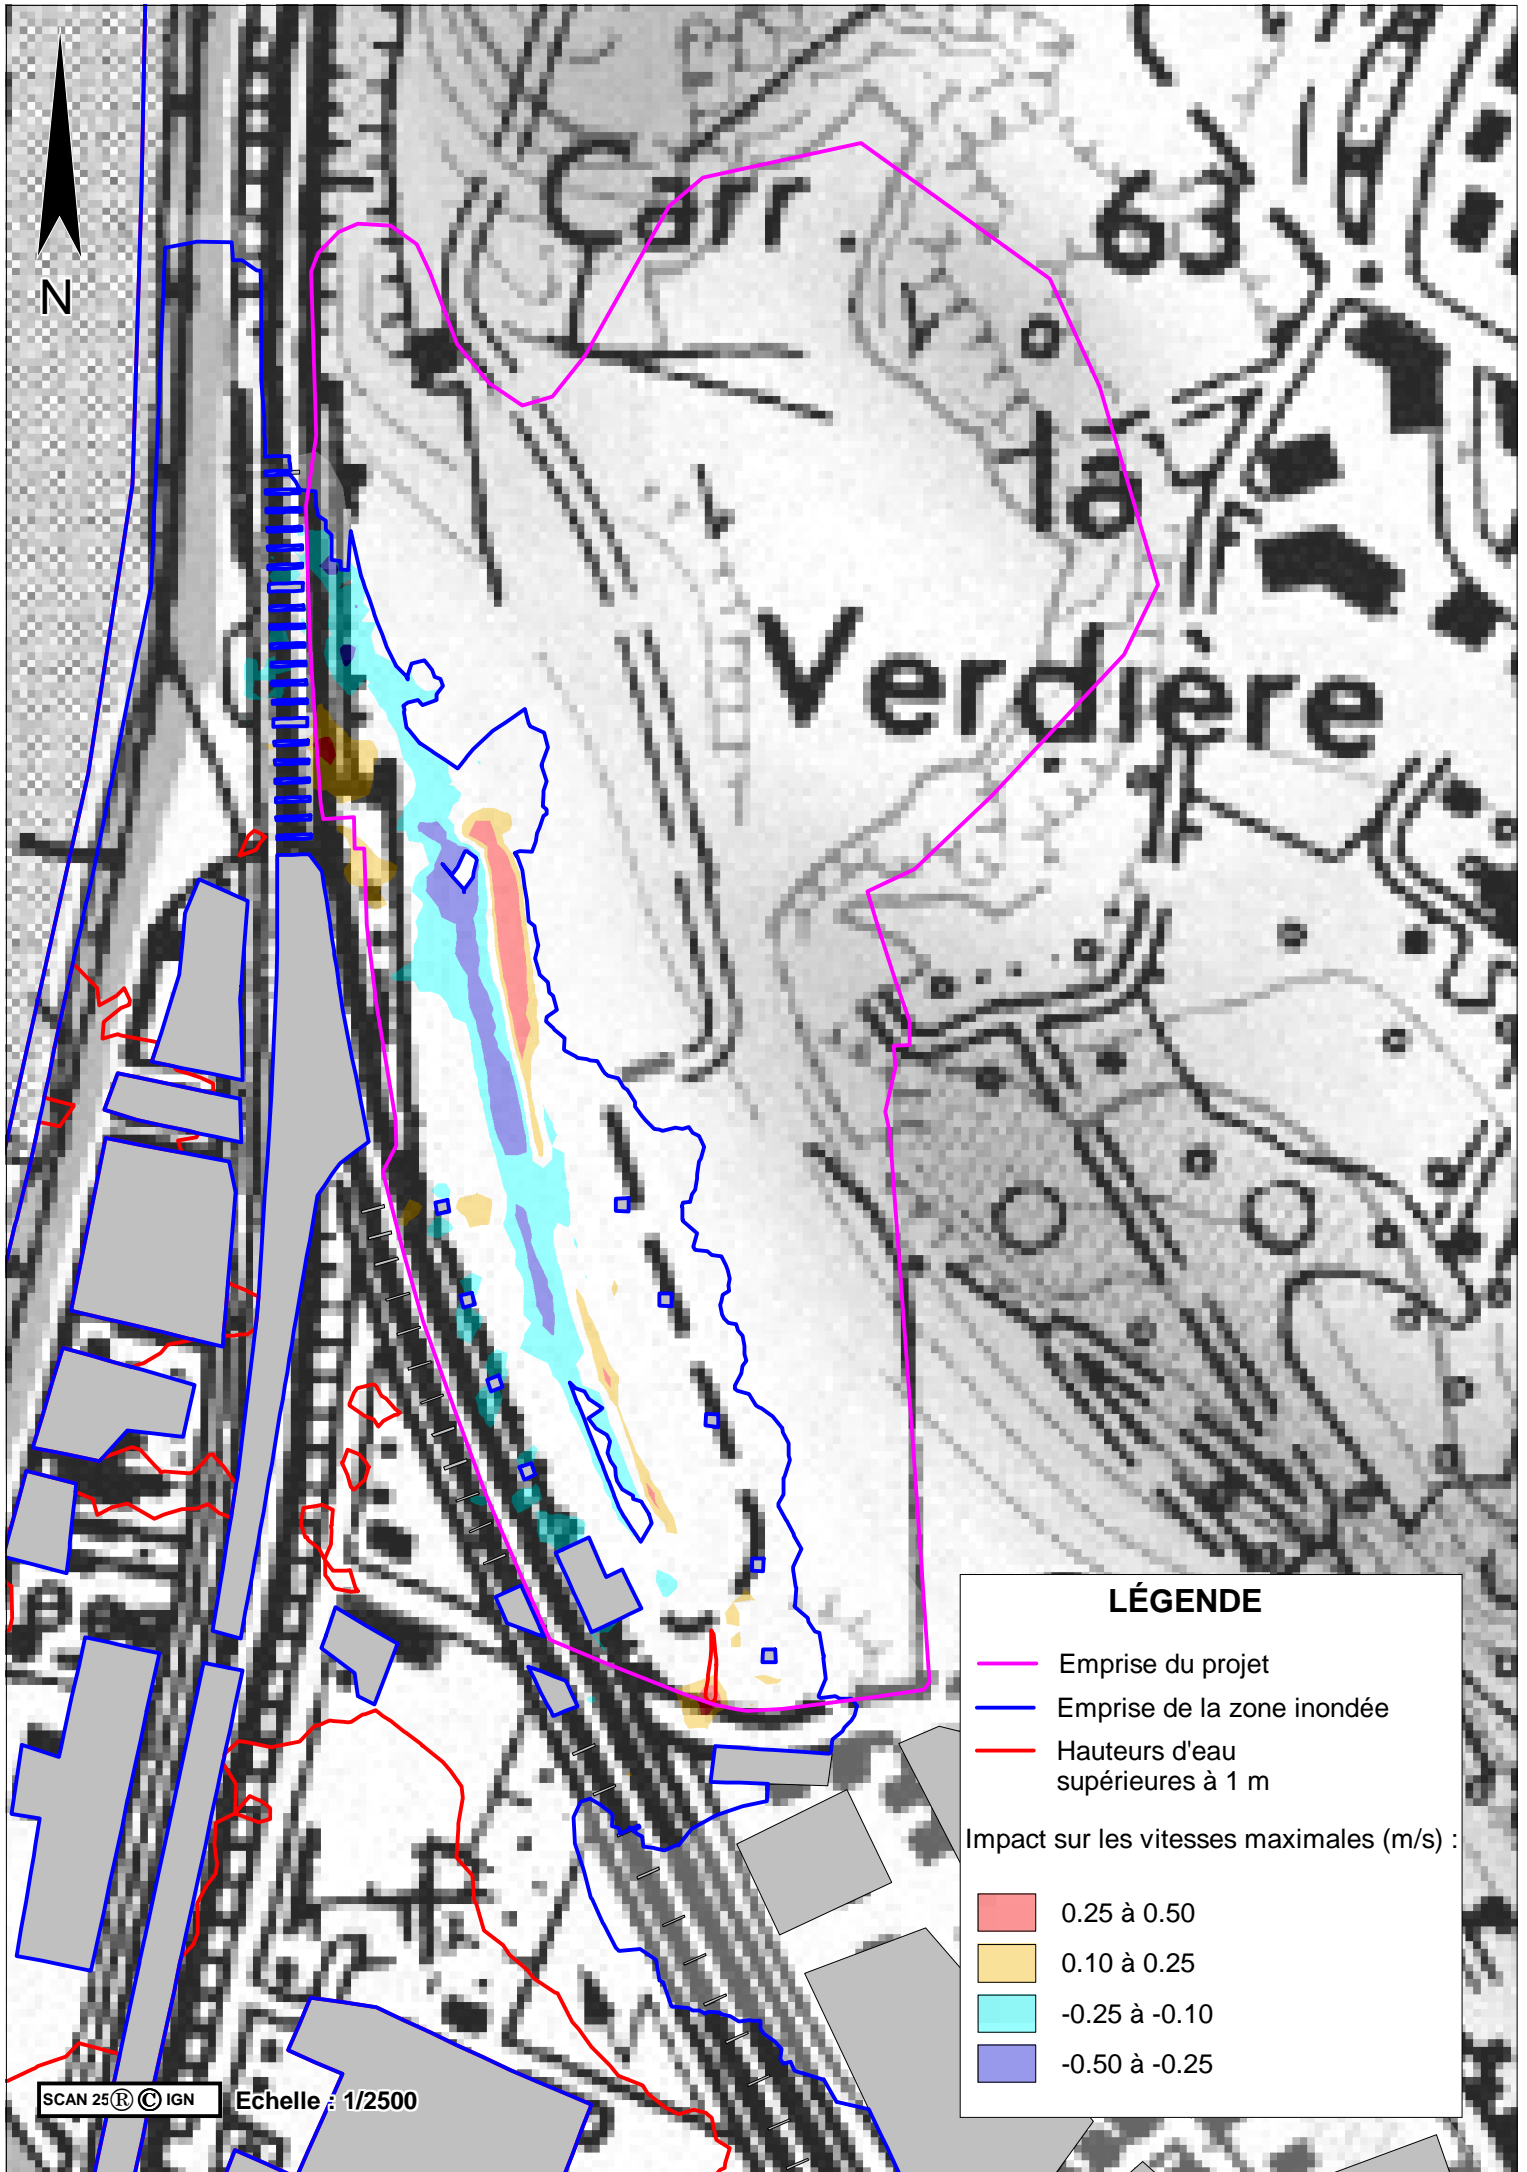 N
Carr.
63
la
Verdière
LÉGENDE
Emprise du projet
Emprise de la zone inondée
Hauteurs d'eau
supérieures à 1 m
Impact sur les vitesses maximales (m/s) :
0.25 à 0.50
0.10 à 0.25
-0.25 à -0.10
-0.50 à -0.25
SCAN 25 ® © IGN
Echelle : 1/2500